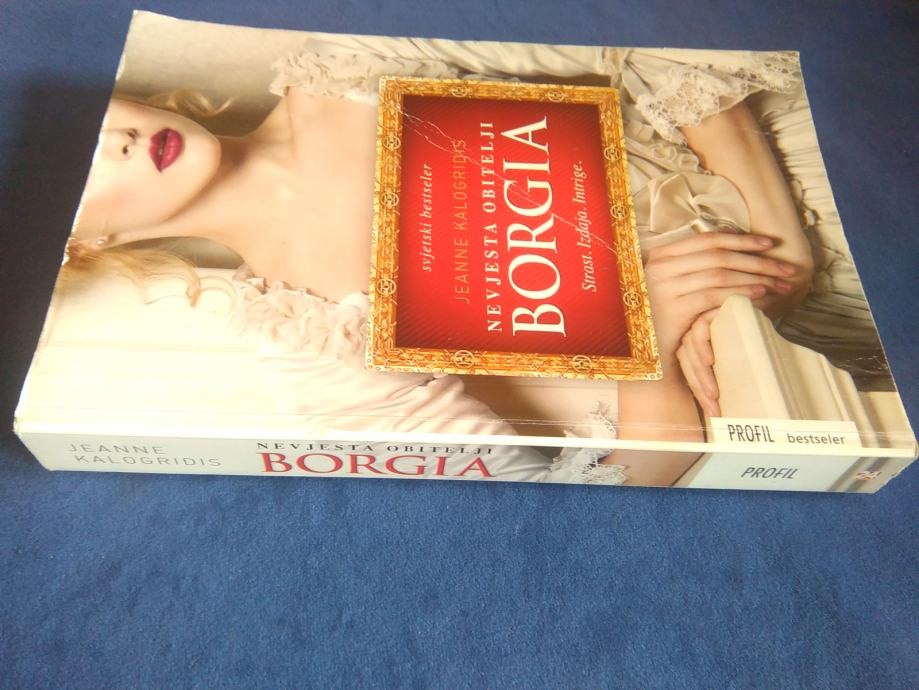 svjetski bestseler
JEANNE KALOGRIDIS
NEVJESTA OBITELJI
BORGIA
Strast. Izdaja. Intrige.
PROFIL bestseler
JEANNE
KALOGRIDIS
NEVJESTA OBITELJI
BORGIA
PROFIL